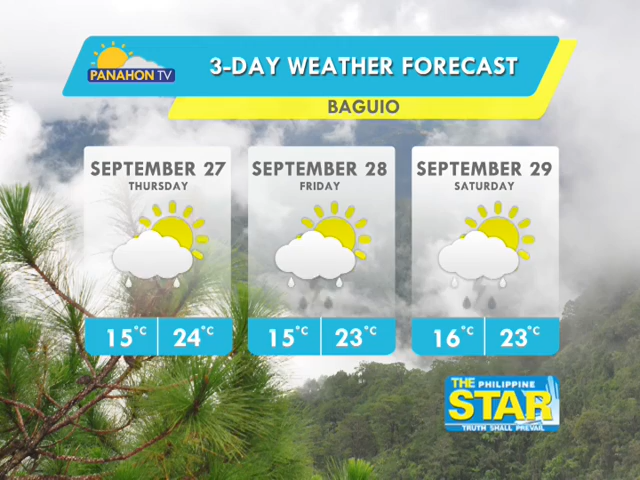 PANAHON TV
3-DAY WEATHER FORECAST
BAGUIO
SEPTEMBER 27
THURSDAY
15°C
24°C
SEPTEMBER 28
FRIDAY
15°C
23°C
SEPTEMBER 29
SATURDAY
16°C
23°C
THE PHILIPPINE
STAR
TRUTH SHALL PREVAIL